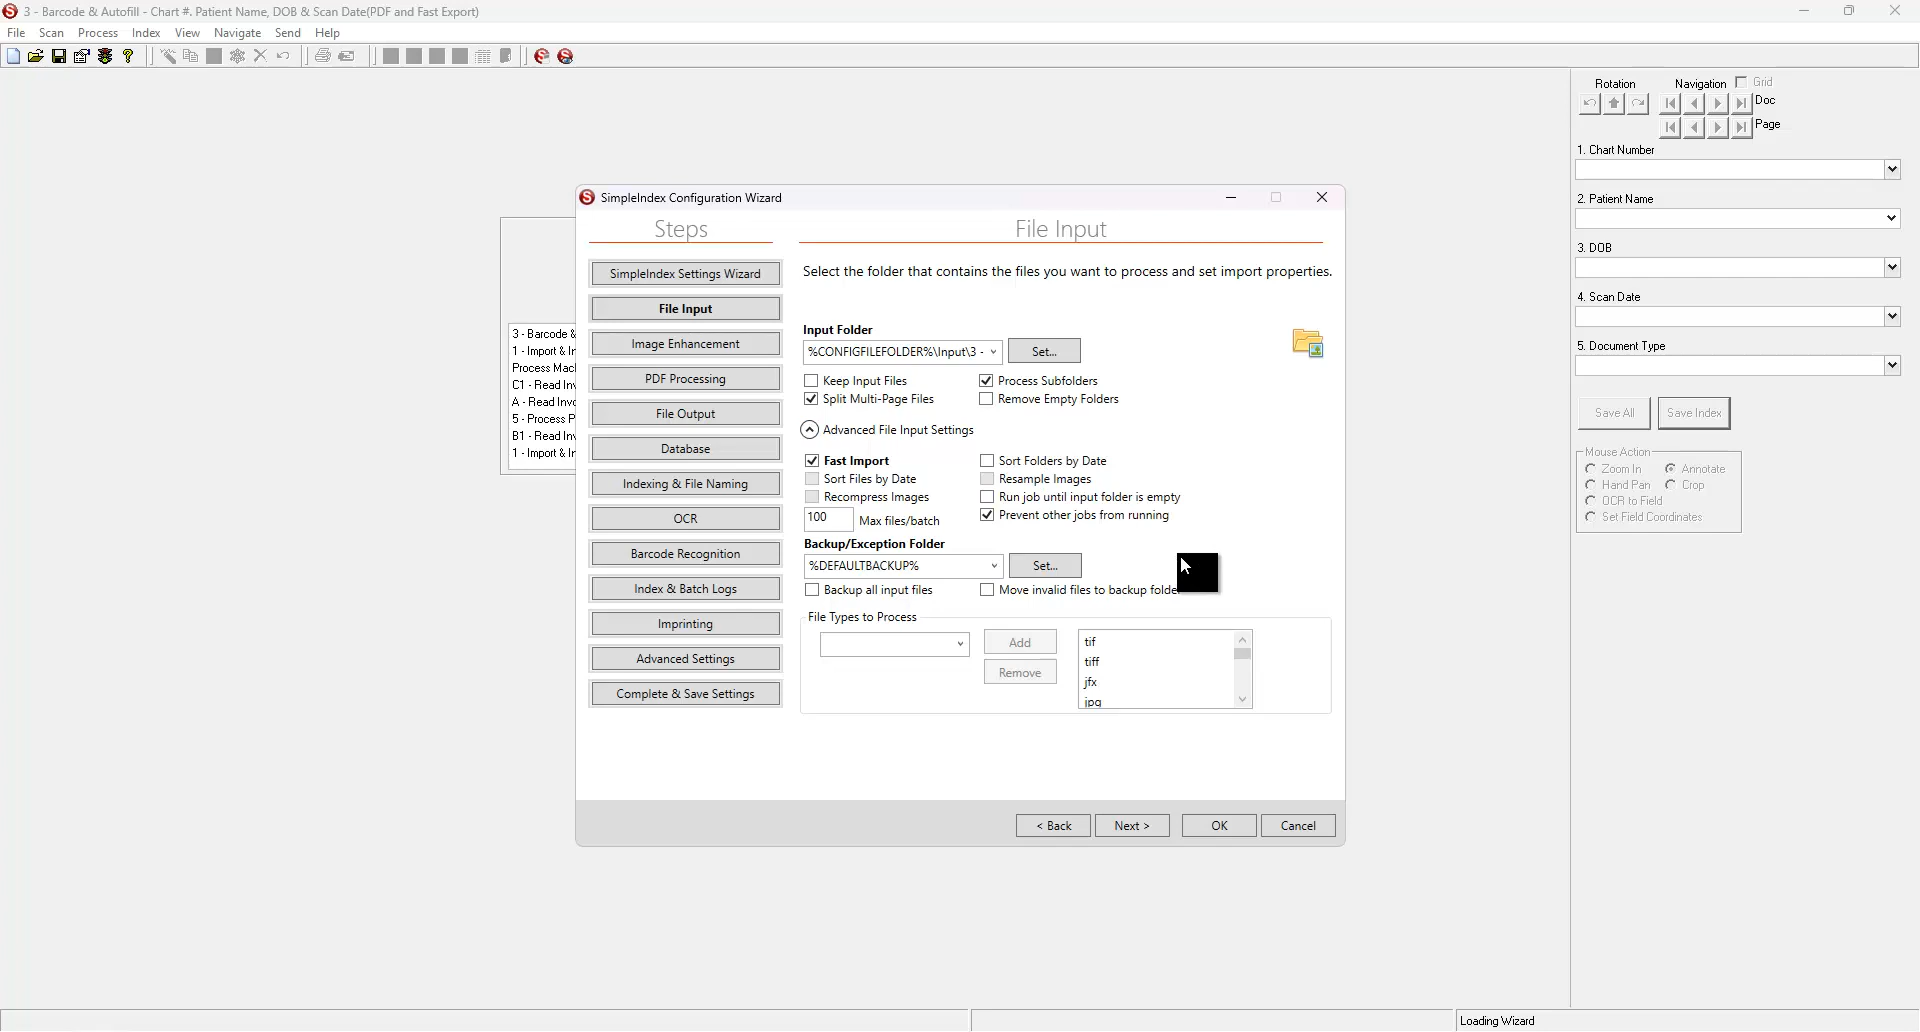 3 - Barcode & Autofill - Chart #. Patient Name, DOB & Scan Date(PDF and Fast Export)
File Scan Process Index View Navigate Send Help
Rotation Navigation Grid
Doc
Page
1. Chart Number
2. Patient Name
3. DOB
4. Scan Date
5. Document Type
Save All Save Index
Mouse Action
Zoom In Annotate
Hand Pan Crop
OCR to Field
Set Field Coordinates
3 - Barcode &
1 - Import & In
Process Mac
C1 - Read Inv
A - Read Invo
5 - Process P
B1 - Read Inv
1 - Import & In
SimpleIndex Configuration Wizard
Steps
SimpleIndex Settings Wizard
File Input
Image Enhancement
PDF Processing
File Output
Database
Indexing & File Naming
OCR
Barcode Recognition
Index & Batch Logs
Imprinting
Advanced Settings
Complete & Save Settings
File Input
Select the folder that contains the files you want to process and set import properties.
Input Folder
%CONFIGFILEFOLDER%\Input\3 - Set...
Keep Input Files Process Subfolders
Split Multi-Page Files Remove Empty Folders
Advanced File Input Settings
Fast Import Sort Folders by Date
Sort Files by Date Resample Images
Recompress Images Run job until input folder is empty
100 Max files/batch Prevent other jobs from running
Backup/Exception Folder
%DEFAULTBACKUP% Set...
Backup all input files Move invalid files to backup folde
File Types to Process
Add
Remove
tif
tiff
jfx
jpg
< Back Next > OK Cancel
Loading Wizard